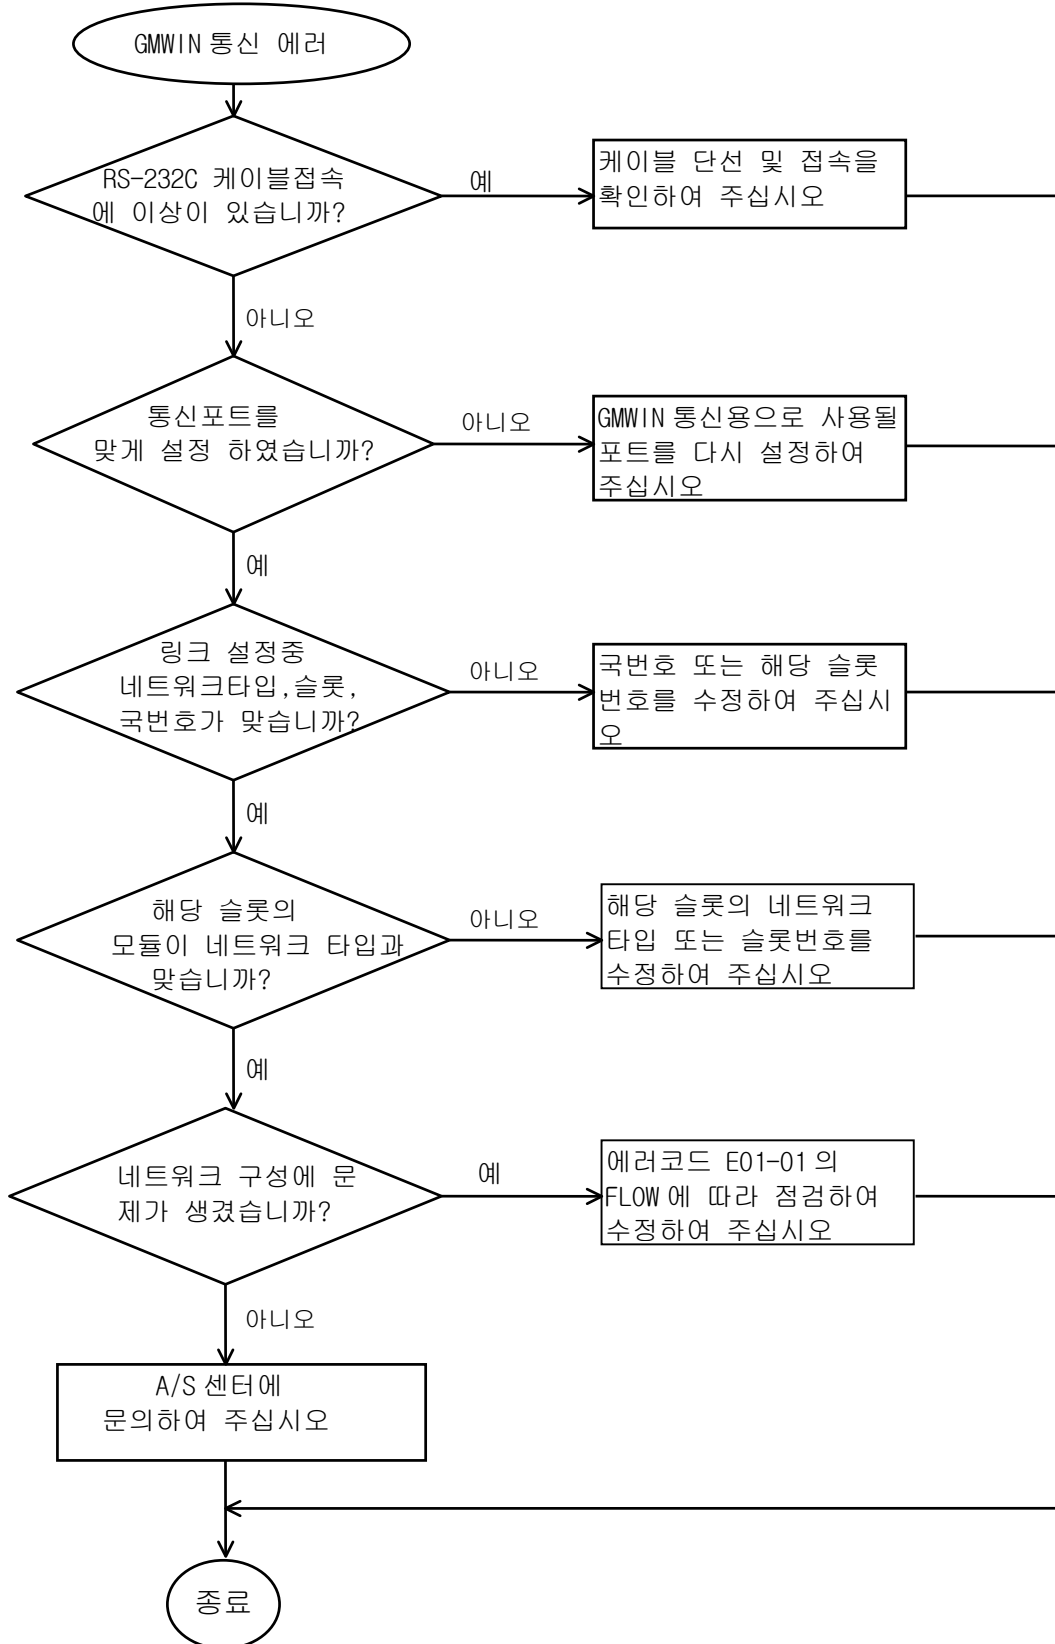 GMWIN 통신 에러
RS-232C 케이블접속
에 이상이 있습니까?
예
케이블 단선 및 접속을
확인하여 주십시오
아니오
통신포트를
맞게 설정 하였습니까?
아니오
GMWIN 통신용으로 사용될
포트를 다시 설정하여
주십시오
예
링크 설정중
네트워크타입,슬롯,
국번호가 맞습니까?
아니오
국번호 또는 해당 슬롯
번호를 수정하여 주십시
오
예
해당 슬롯의
모듈이 네트워크 타입과
맞습니까?
아니오
해당 슬롯의 네트워크
타입 또는 슬롯번호를
수정하여 주십시오
예
네트워크 구성에 문
제가 생겼습니까?
예
에러코드 E01-01 의
FLOW 에 따라 점검하여
수정하여 주십시오
아니오
A/S 센터에
문의하여 주십시오
종료